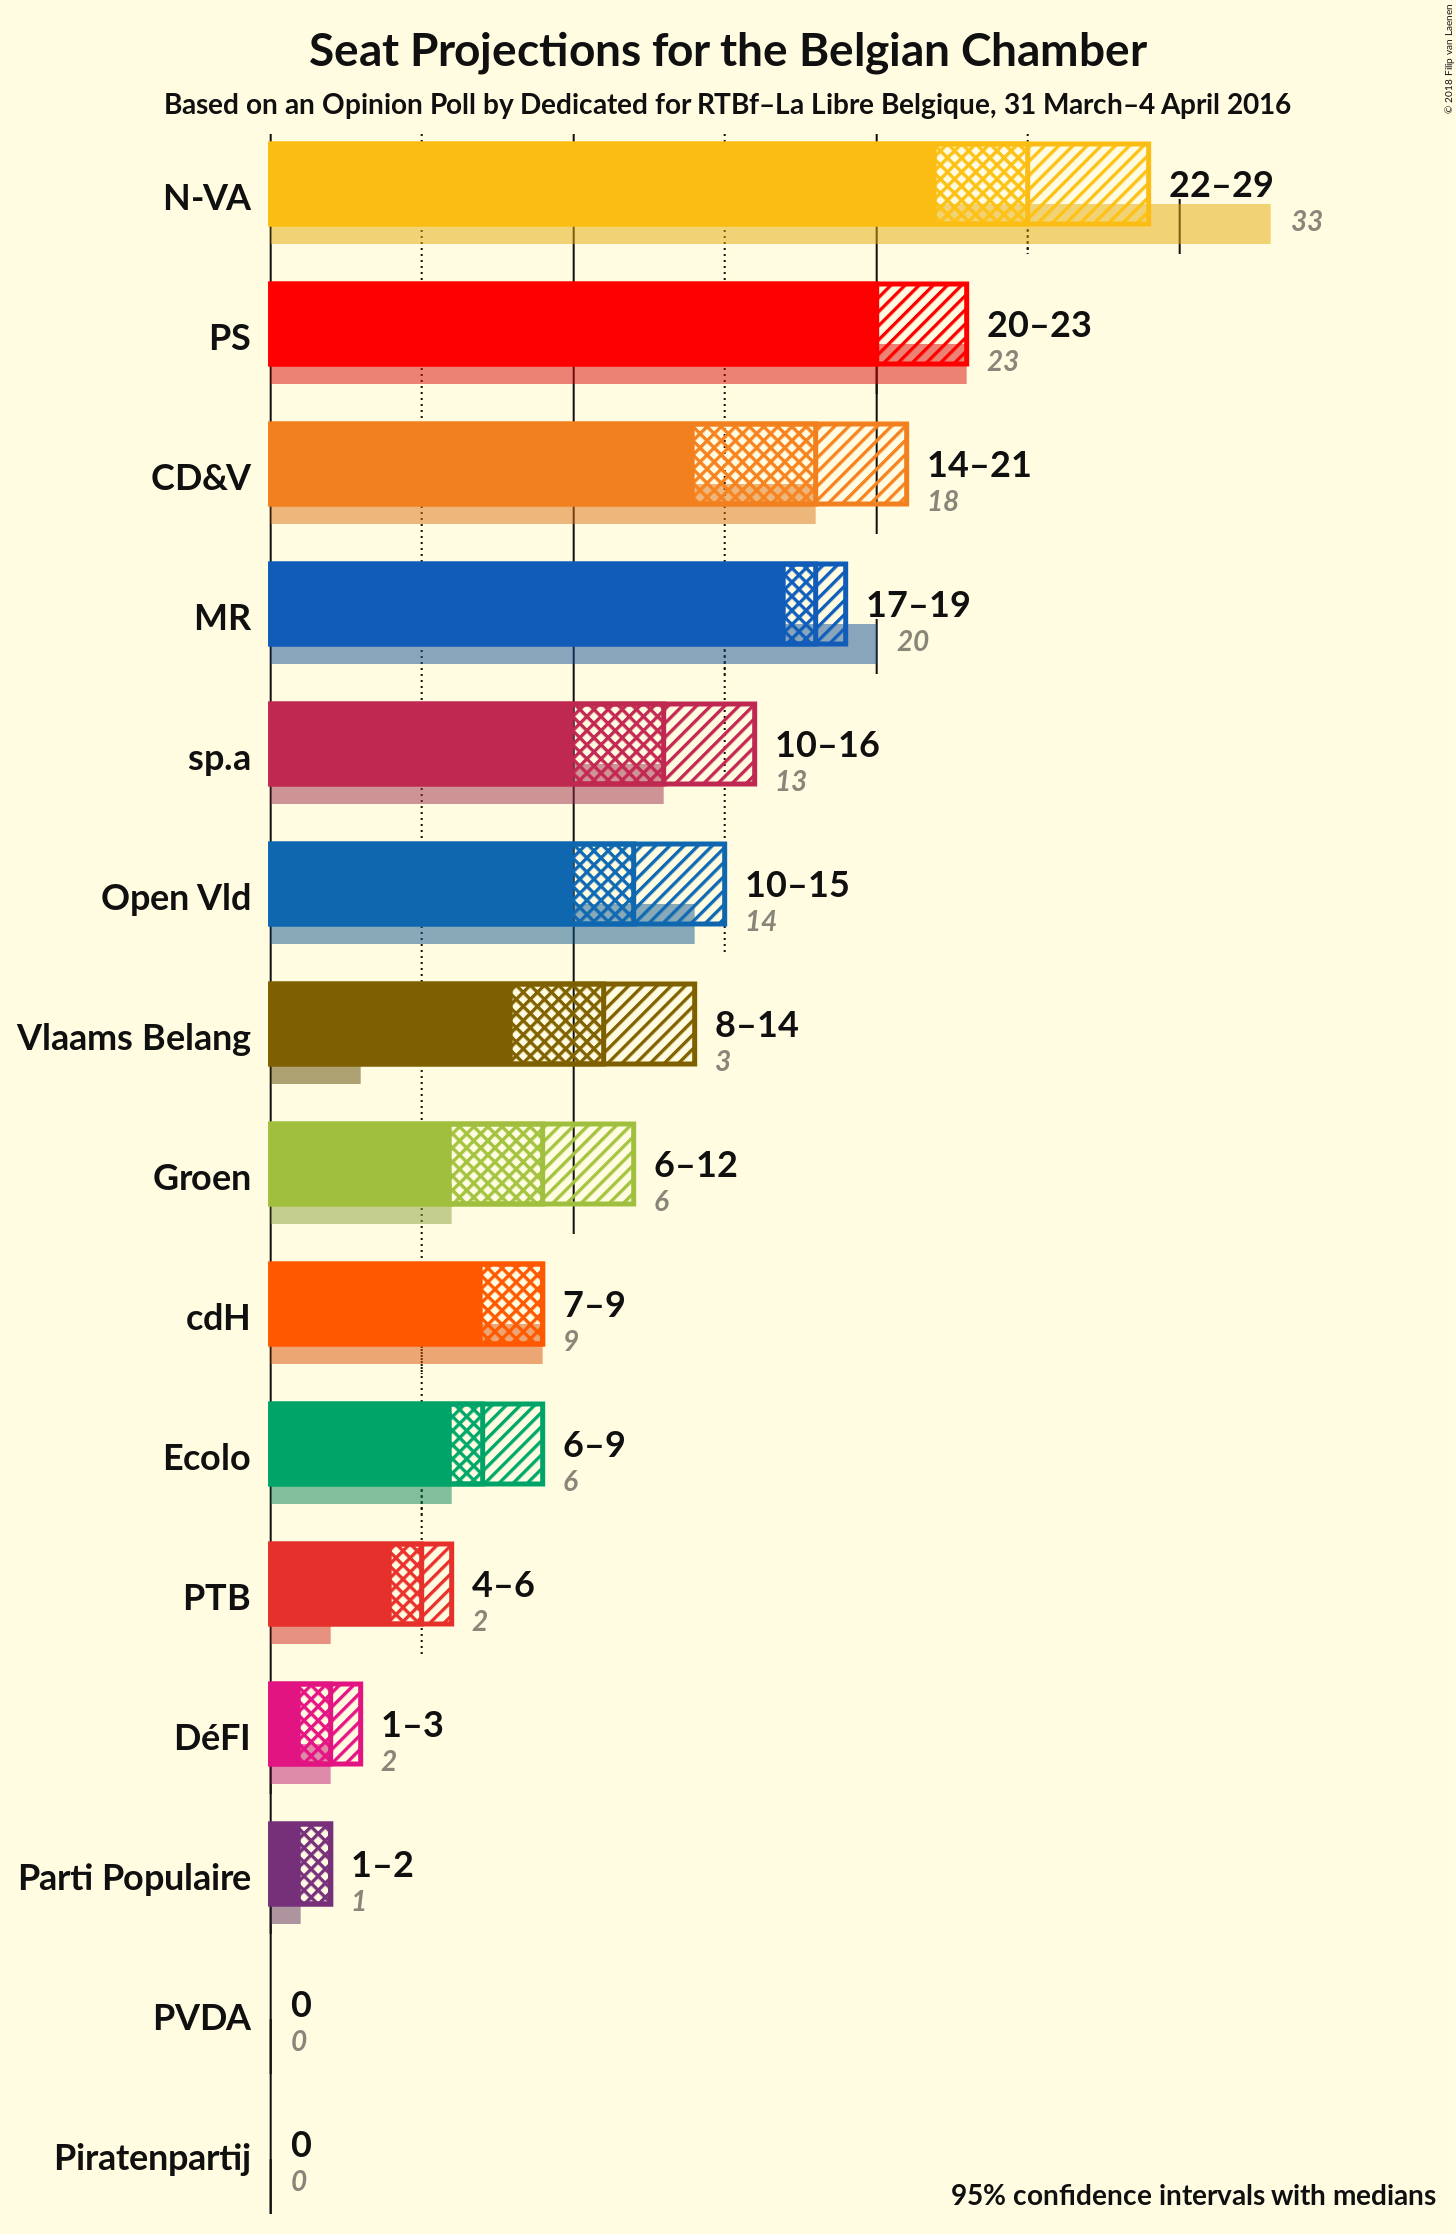 Seat Projections for the Belgian Chamber
Based on an Opinion Poll by Dedicated for RTBf–La Libre Belgique, 31 March–4 April 2016
© 2018 Filip van Laenen
N-VA
22–29
33
PS
20–23
23
CD&V
14–21
18
MR
17–19
20
sp.a
10–16
13
Open Vld
10–15
14
Vlaams Belang
8–14
3
Groen
6–12
6
cdH
7–9
9
Ecolo
6–9
6
PTB
4–6
2
DéFI
1–3
2
Parti Populaire
1–2
1
PVDA
0
0
Piratenpartij
0
0
95% confidence intervals with medians